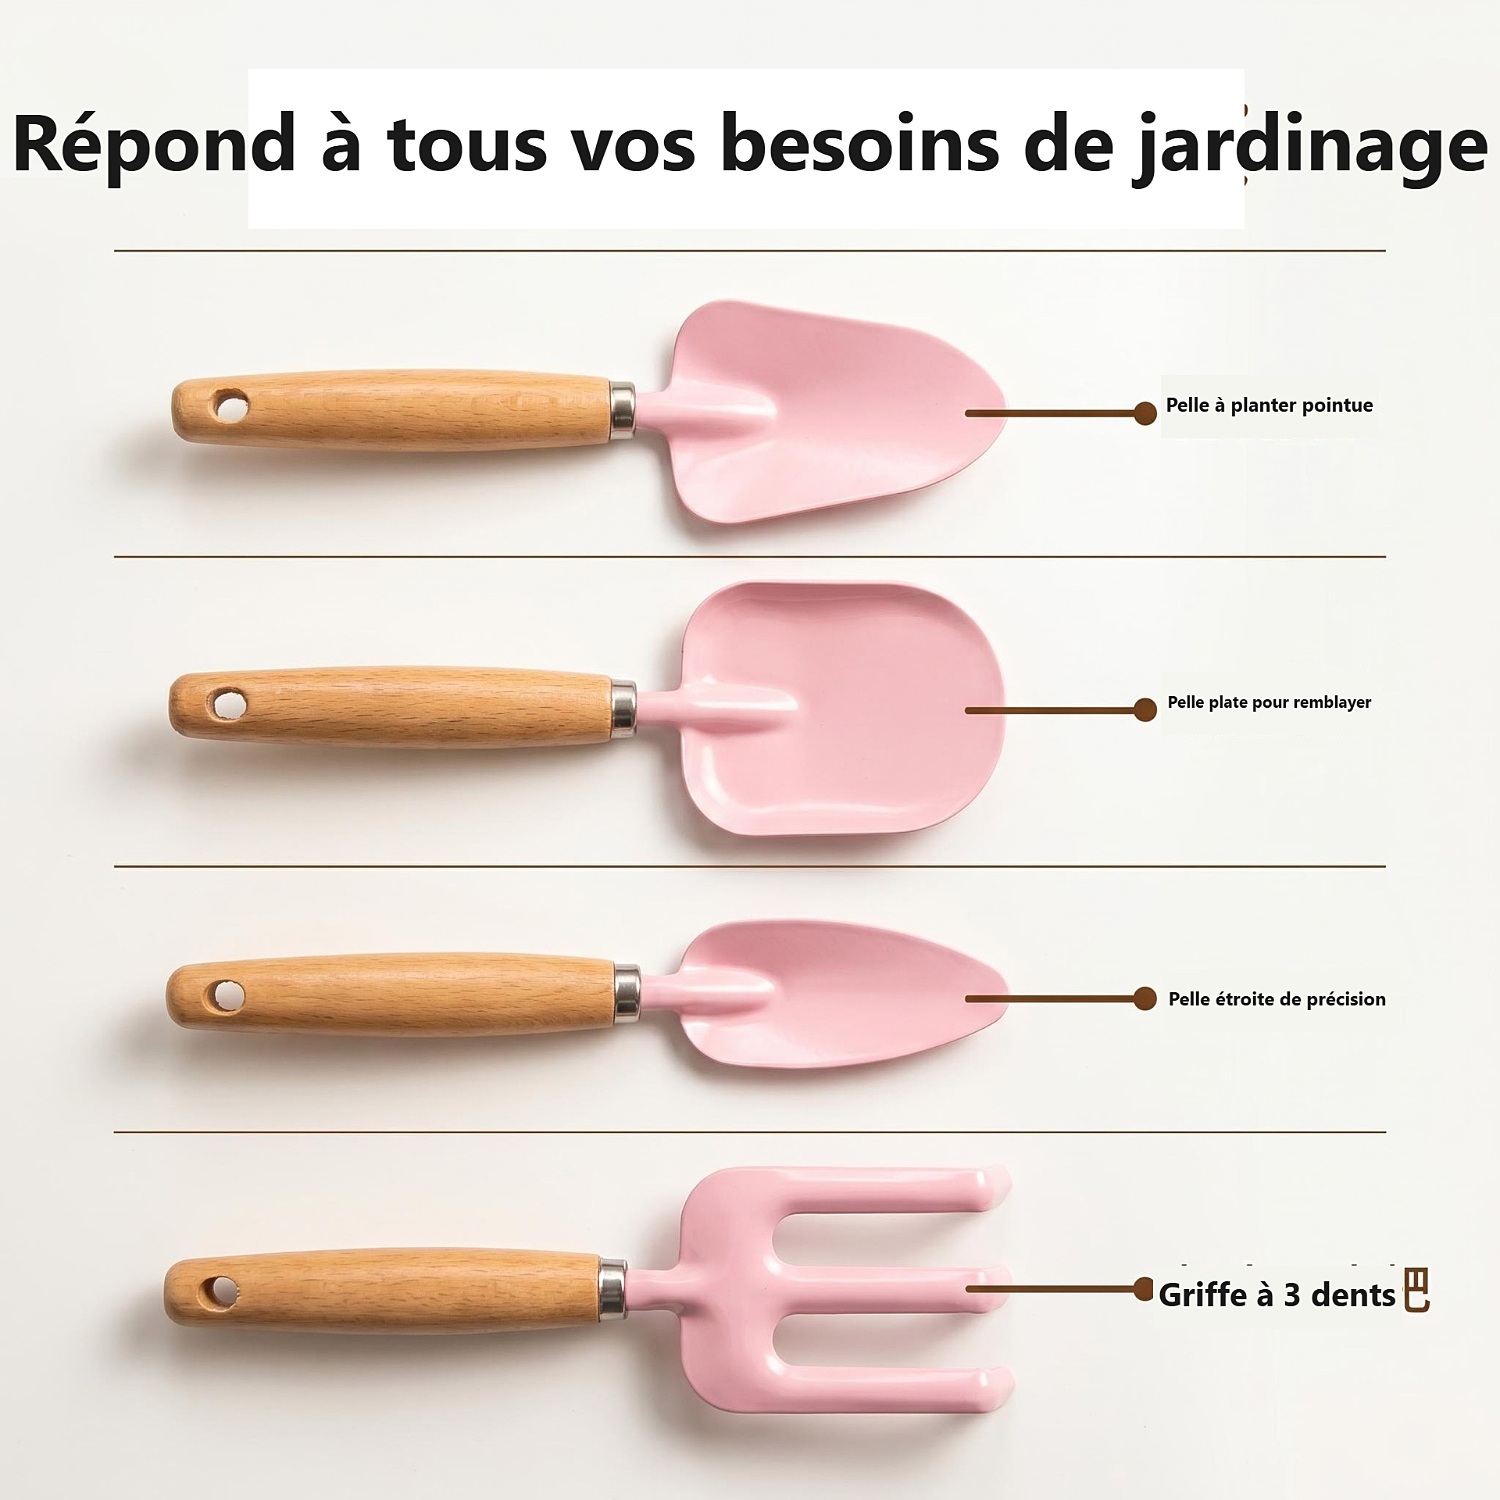 Répond à tous vos besoins de jardinage
Pelle à planter pointue
Pelle plate pour remblayer
Pelle étroite de précision
Griffe à 3 dents